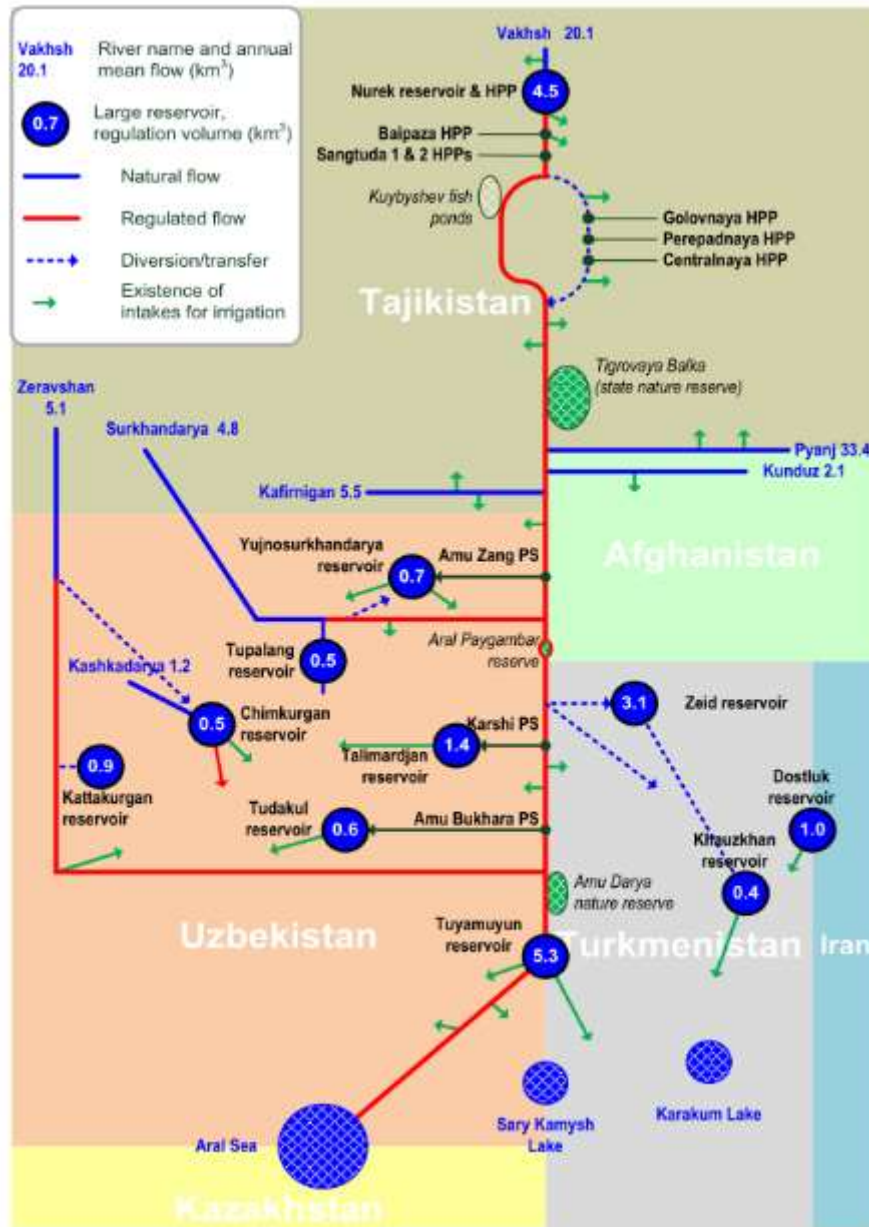 Vakhsh
20.1
River name and annual
mean flow (km³)
0.7
Large reservoir,
regulation volume (km³)
Natural flow
Regulated flow
Diversion/transfer
Existence of
intakes for irrigation
Vakhsh 20.1
Nurek reservoir & HPP
4.5
Baipaza HPP
Sangtuda 1 & 2 HPPs
Kuybyshev fish
ponds
Golovnaya HPP
Perepadnaya HPP
Centralnaya HPP
Tajikistan
Tigrovaya Balka
(state nature reserve)
Zeravshan
5.1
Surkhandarya 4.8
Pyanj 33.4
Kunduz 2.1
Kafirnigan 5.5
Yujnosurkhandarya
reservoir
0.7
Amu Zang PS
Afghanistan
Aral Paygambar
reserve
Tupalang
reservoir
0.5
Kashkadarya 1.2
0.5
Chimkurgan
reservoir
3.1
Zeid reservoir
Karshi PS
1.4
Talimardjan
reservoir
0.9
Kattakurgan
reservoir
Dostluk
reservoir
1.0
Tudakul
reservoir
0.6
Amu Bukhara PS
Khauzkhan
reservoir
0.4
Amu Darya
nature reserve
Uzbekistan
Tuyamuyun
reservoir
5.3
Turkmenistan
Iran
Aral Sea
Sary Kamysh
Lake
Karakum Lake
Kazakhstan